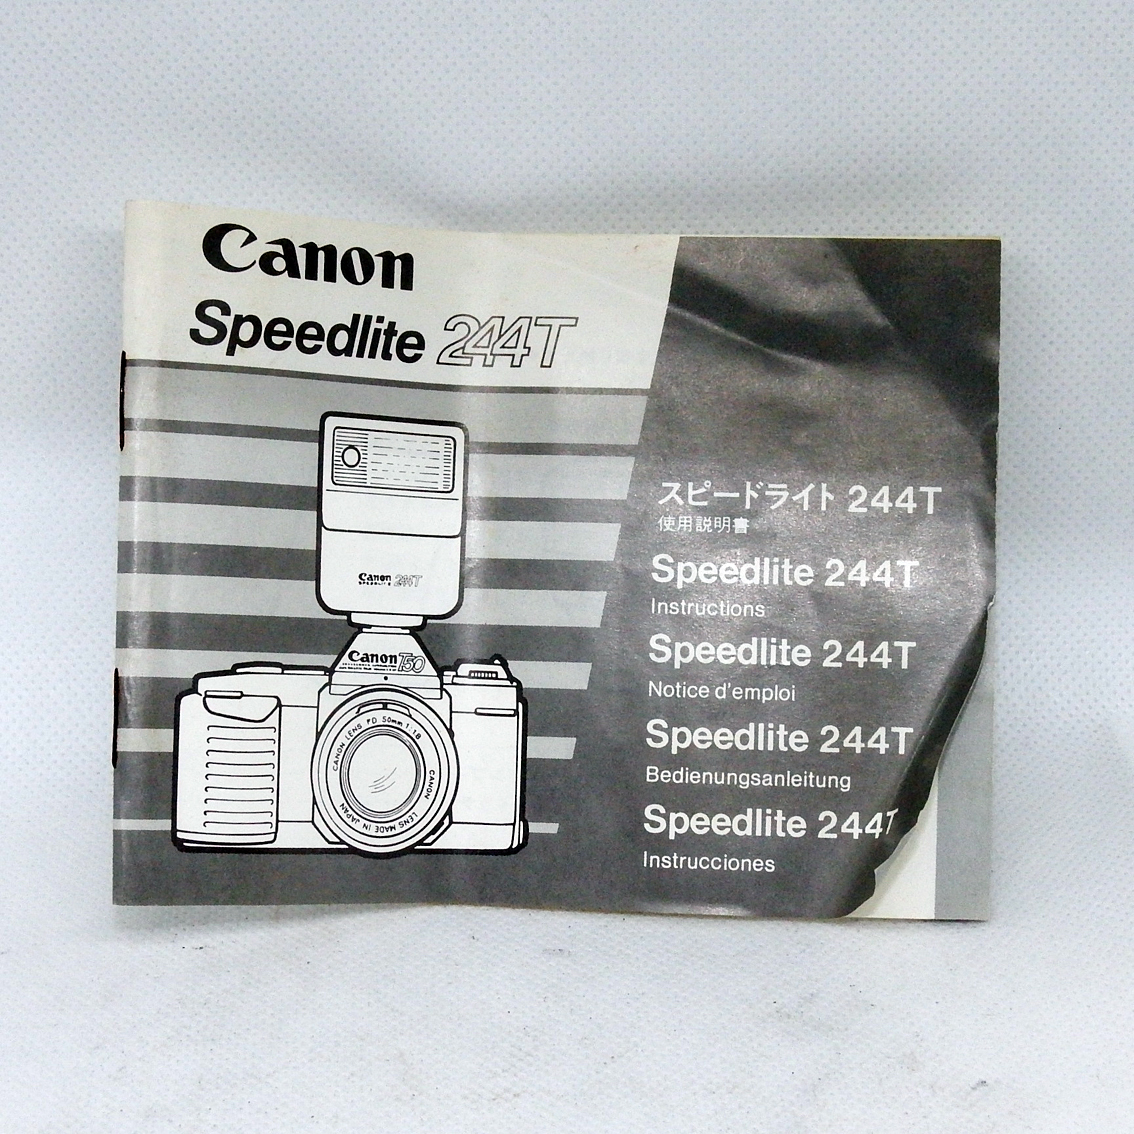 Canon
Speedlite 244T
Canon
SPEEDLITE 244T
Canon T50
CANON LENS FD 50mm 1:1.8
CANON LENS MADE IN JAPAN
スピードライト 244T
使用説明書
Speedlite 244T
Instructions
Speedlite 244T
Notice d'emploi
Speedlite 244T
Bedienungsanleitung
Speedlite 244T
Instrucciones